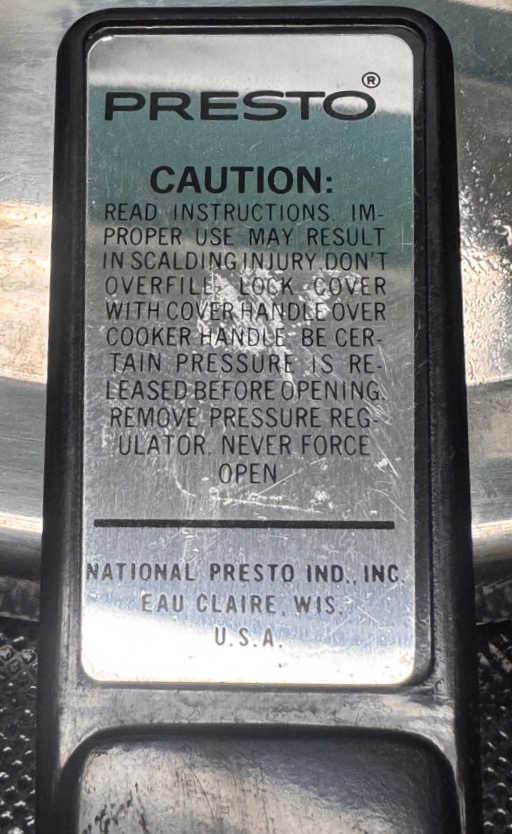 PRESTO®
CAUTION:
READ INSTRUCTIONS. IM-
PROPER USE MAY RESULT
IN SCALDING INJURY DON'T
OVERFILL. LOCK COVER
WITH COVER HANDLE OVER
COOKER HANDLE. BE CER-
TAIN PRESSURE IS RE-
LEASED BEFORE OPENING.
REMOVE PRESSURE REG-
ULATOR. NEVER FORCE
OPEN
NATIONAL PRESTO IND., INC.
EAU CLAIRE, WIS.
U.S.A.